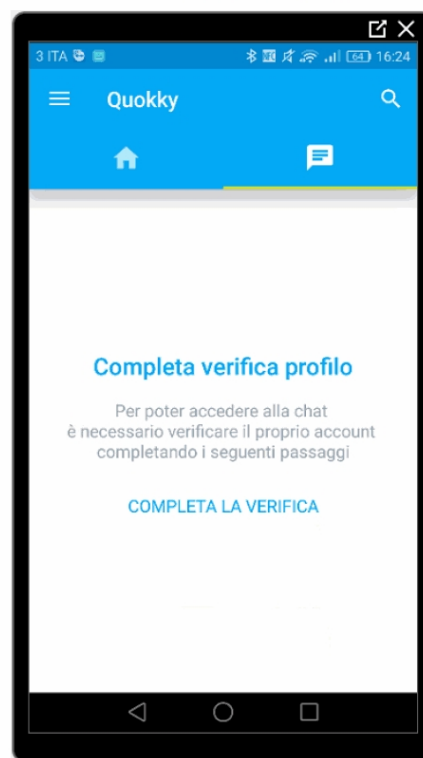 3 ITA 64 16:24
Quokky
Completa verifica profilo
Per poter accedere alla chat
è necessario verificare il proprio account
completando i seguenti passaggi
COMPLETA LA VERIFICA